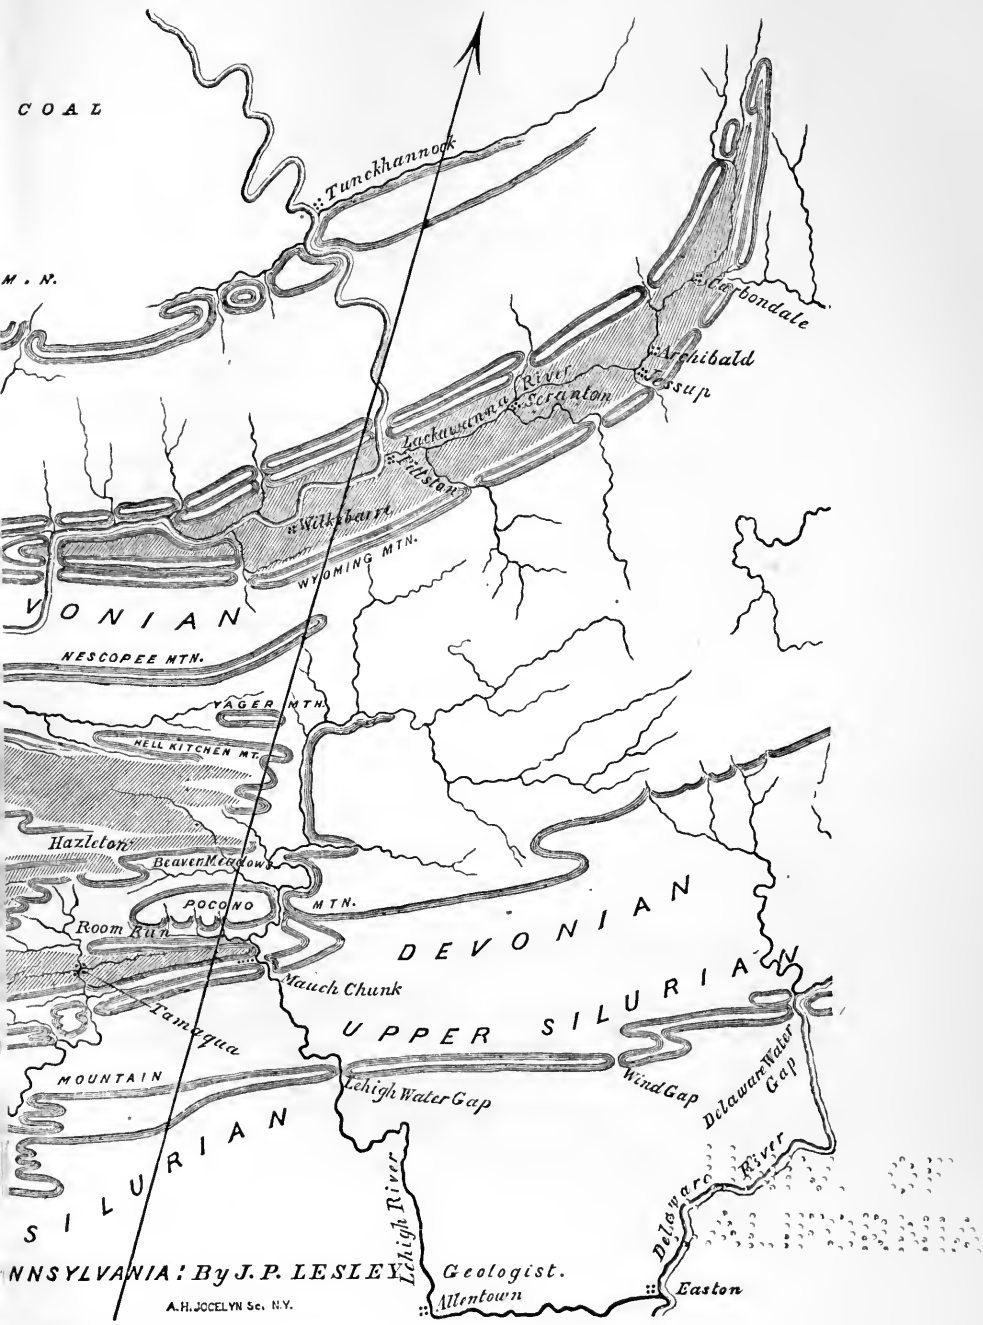 COAL
Tunckhannock
M.N.
Carbondale
Archibald
Jessup
Lackawanna River
Scranton
Pittston
Wilksbarre
WYOMING MTN.
VONIAN
NESCOPEE MTN.
YAGER MTH.
HELL KITCHEN MT.
Hazleton
Beaver Meadows
POCONO MTN.
Room Run
DEVONIAN
Mauch Chunk
Tamaqua
UPPER SILURIAN
MOUNTAIN
Lehigh Water Gap
Wind Gap
Delaware Water
Gap
SILURIAN
Lehigh River
Delaware River
OF
NNSYLVANIA: By J. P. LESLEY Geologist.
Allentown
Easton
A.H. JOCELYN Sc. N.Y.